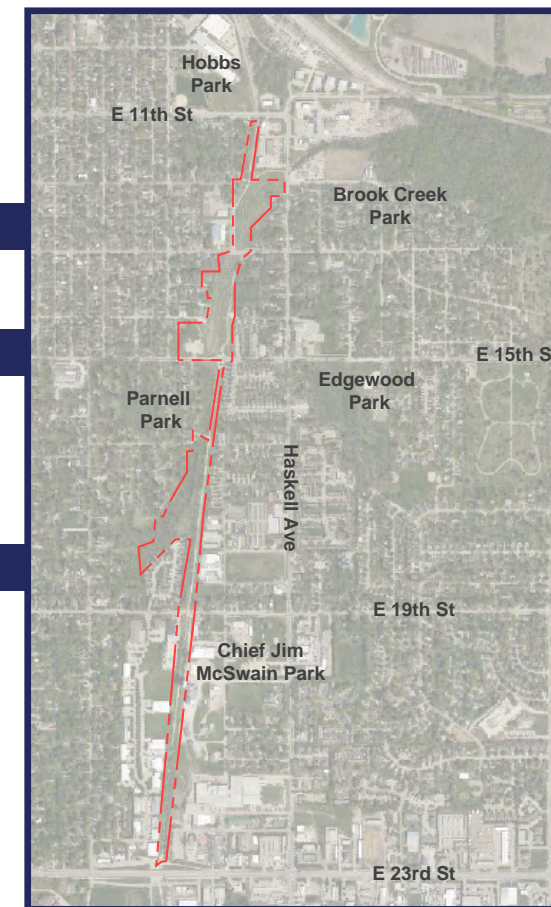 Hobbs
Park
E 11th St
Brook Creek
Park
E 15th S
Edgewood
Park
Parnell
Park
Haskell Ave
E 19th St
Chief Jim
McSwain Park
E 23rd St